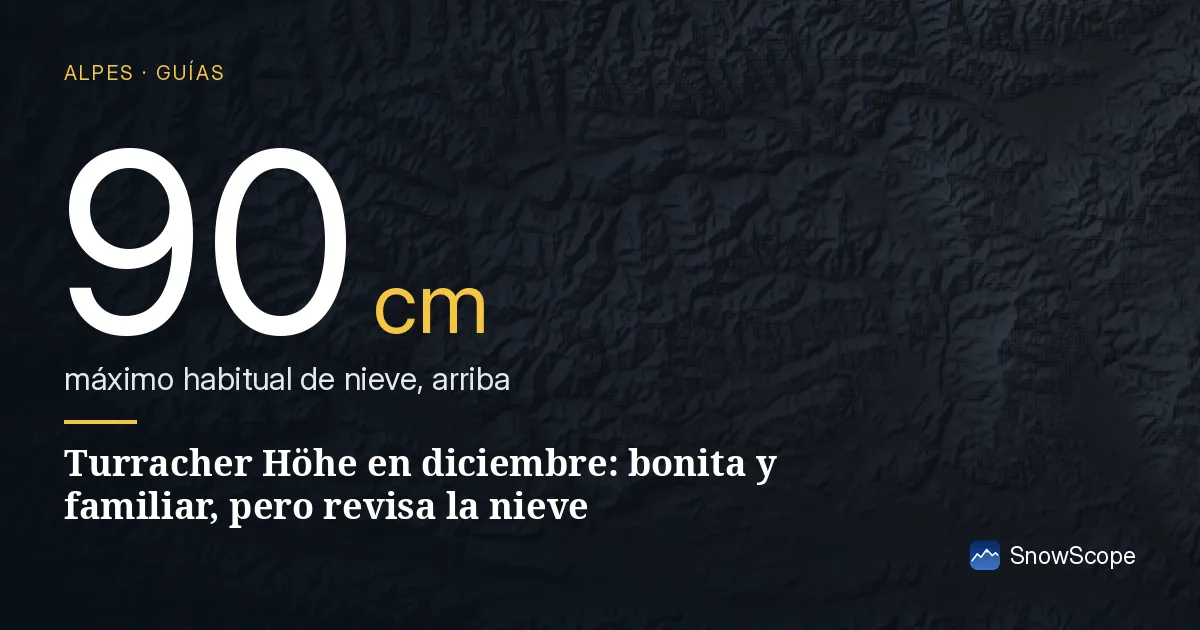 ALPES · GUÍAS
90 cm
máximo habitual de nieve, arriba
Turracher Höhe en diciembre: bonita y
familiar, pero revisa la nieve
SnowScope